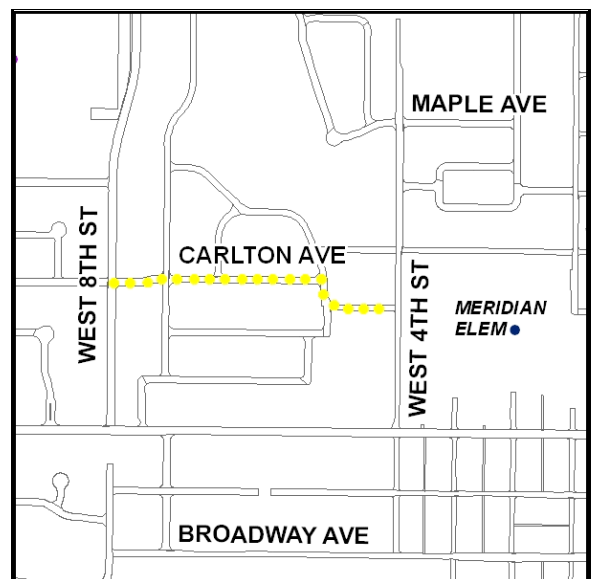 MAPLE AVE
CARLTON AVE
WEST 8TH ST
WEST 4TH ST
MERIDIAN
ELEM
BROADWAY AVE